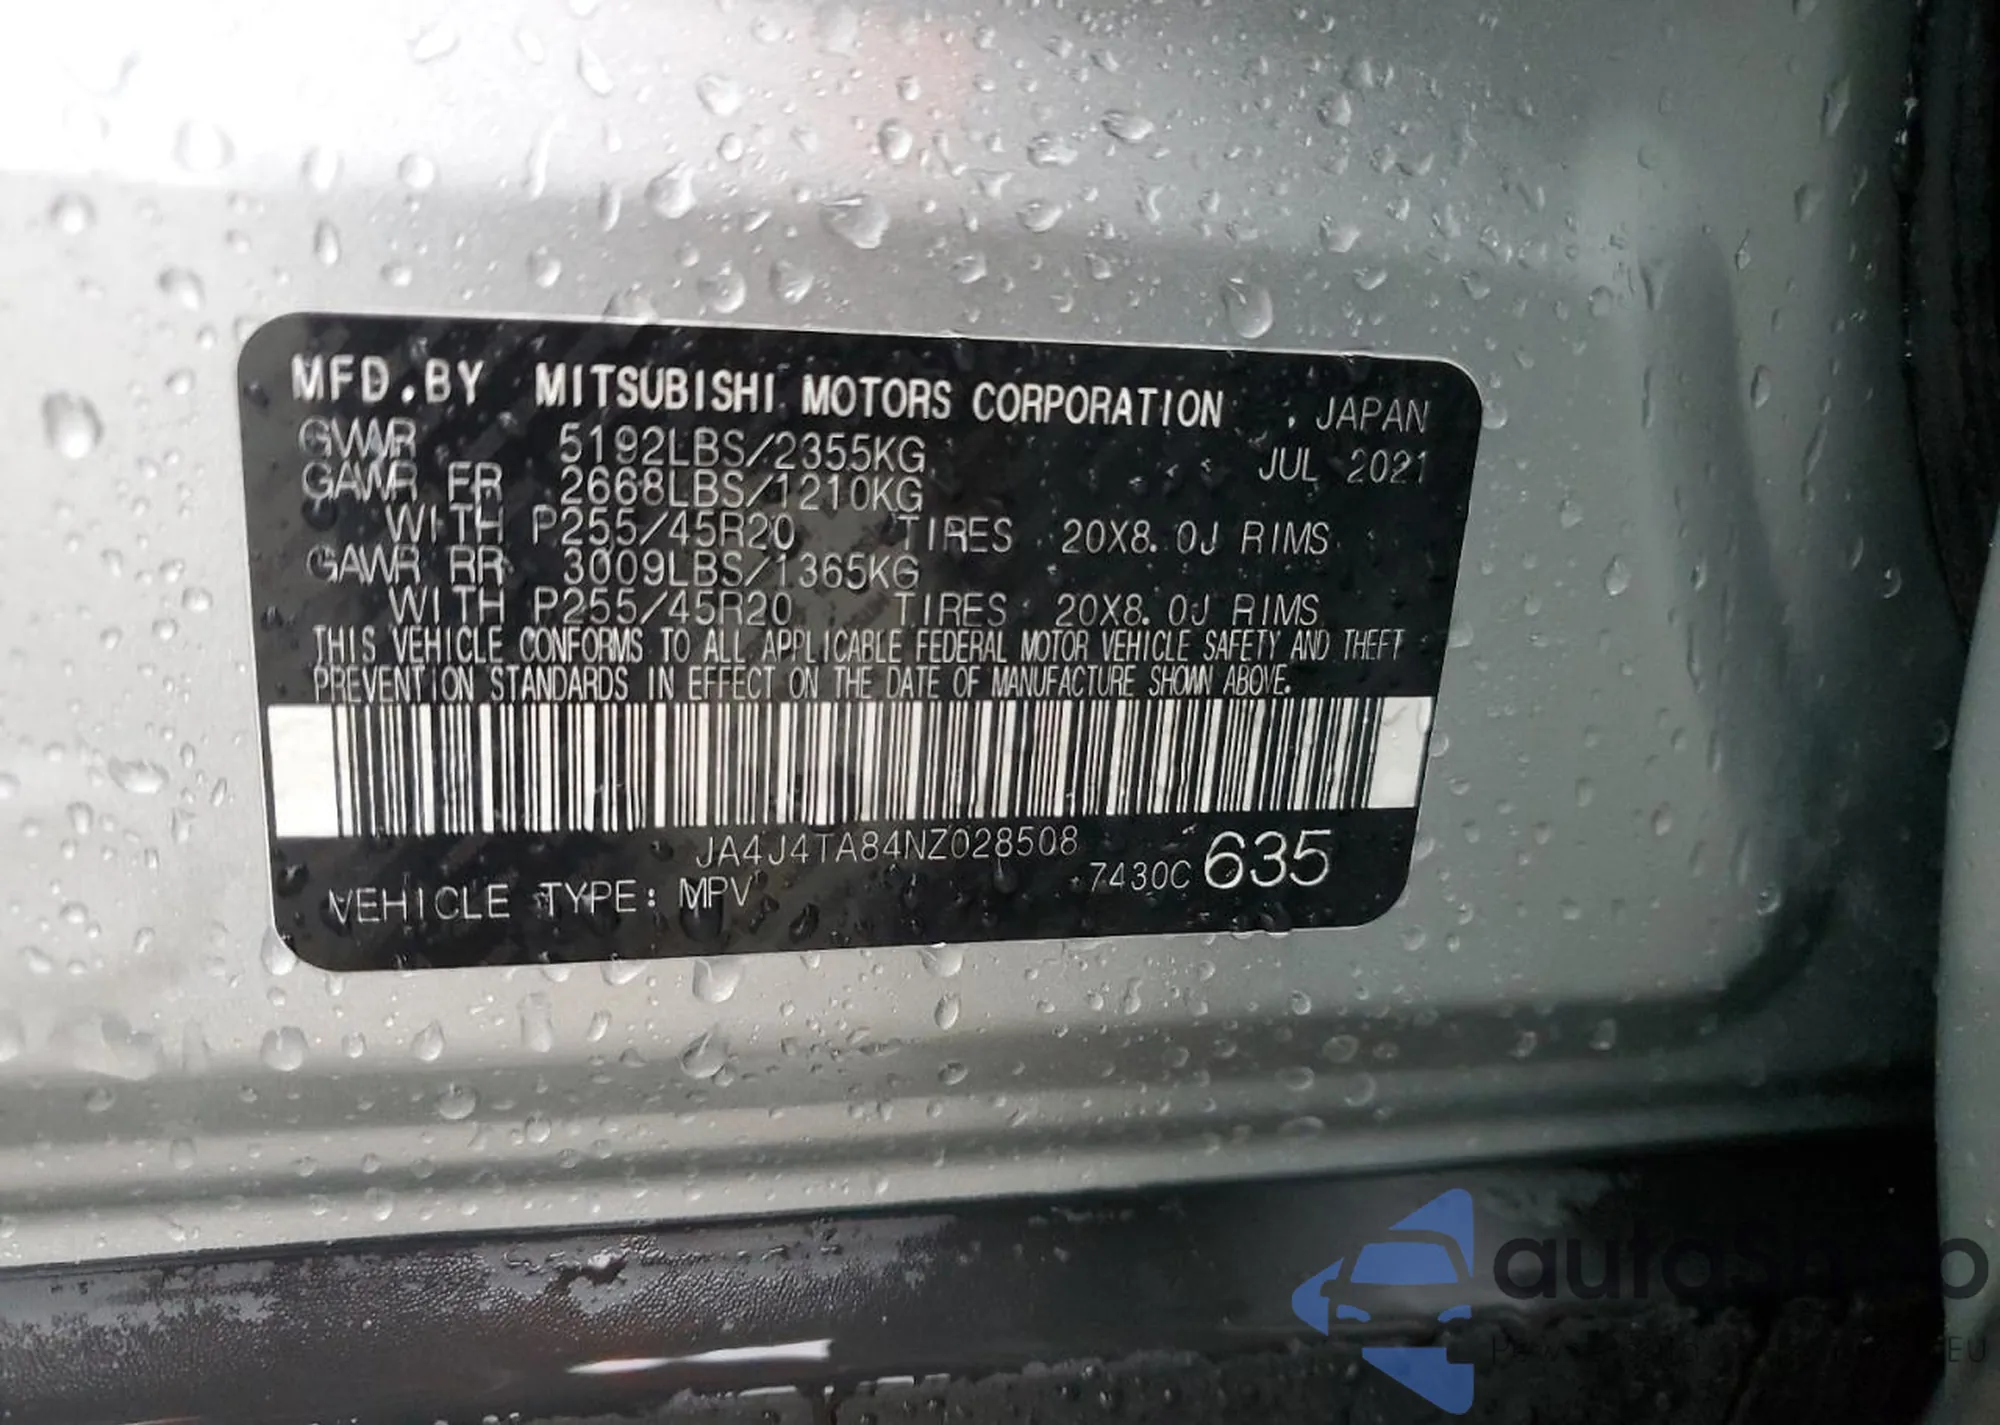 MFD.BY MITSUBISHI MOTORS CORPORATION . JAPAN
GVWR 5192LBS/2355KG JUL 2021
GAWR FR 2668LBS/1210KG
WITH P255/45R20 TIRES 20X8.0J RIMS
GAWR RR 3009LBS/1365KG
WITH P255/45R20 TIRES 20X8.0J RIMS
THIS VEHICLE CONFORMS TO ALL APPLICABLE FEDERAL MOTOR VEHICLE SAFETY AND THEFT
PREVENTION STANDARDS IN EFFECT ON THE DATE OF MANUFACTURE SHOWN ABOVE.
JA4J4TA84NZ028508
VEHICLE TYPE: MPV 7430C 635